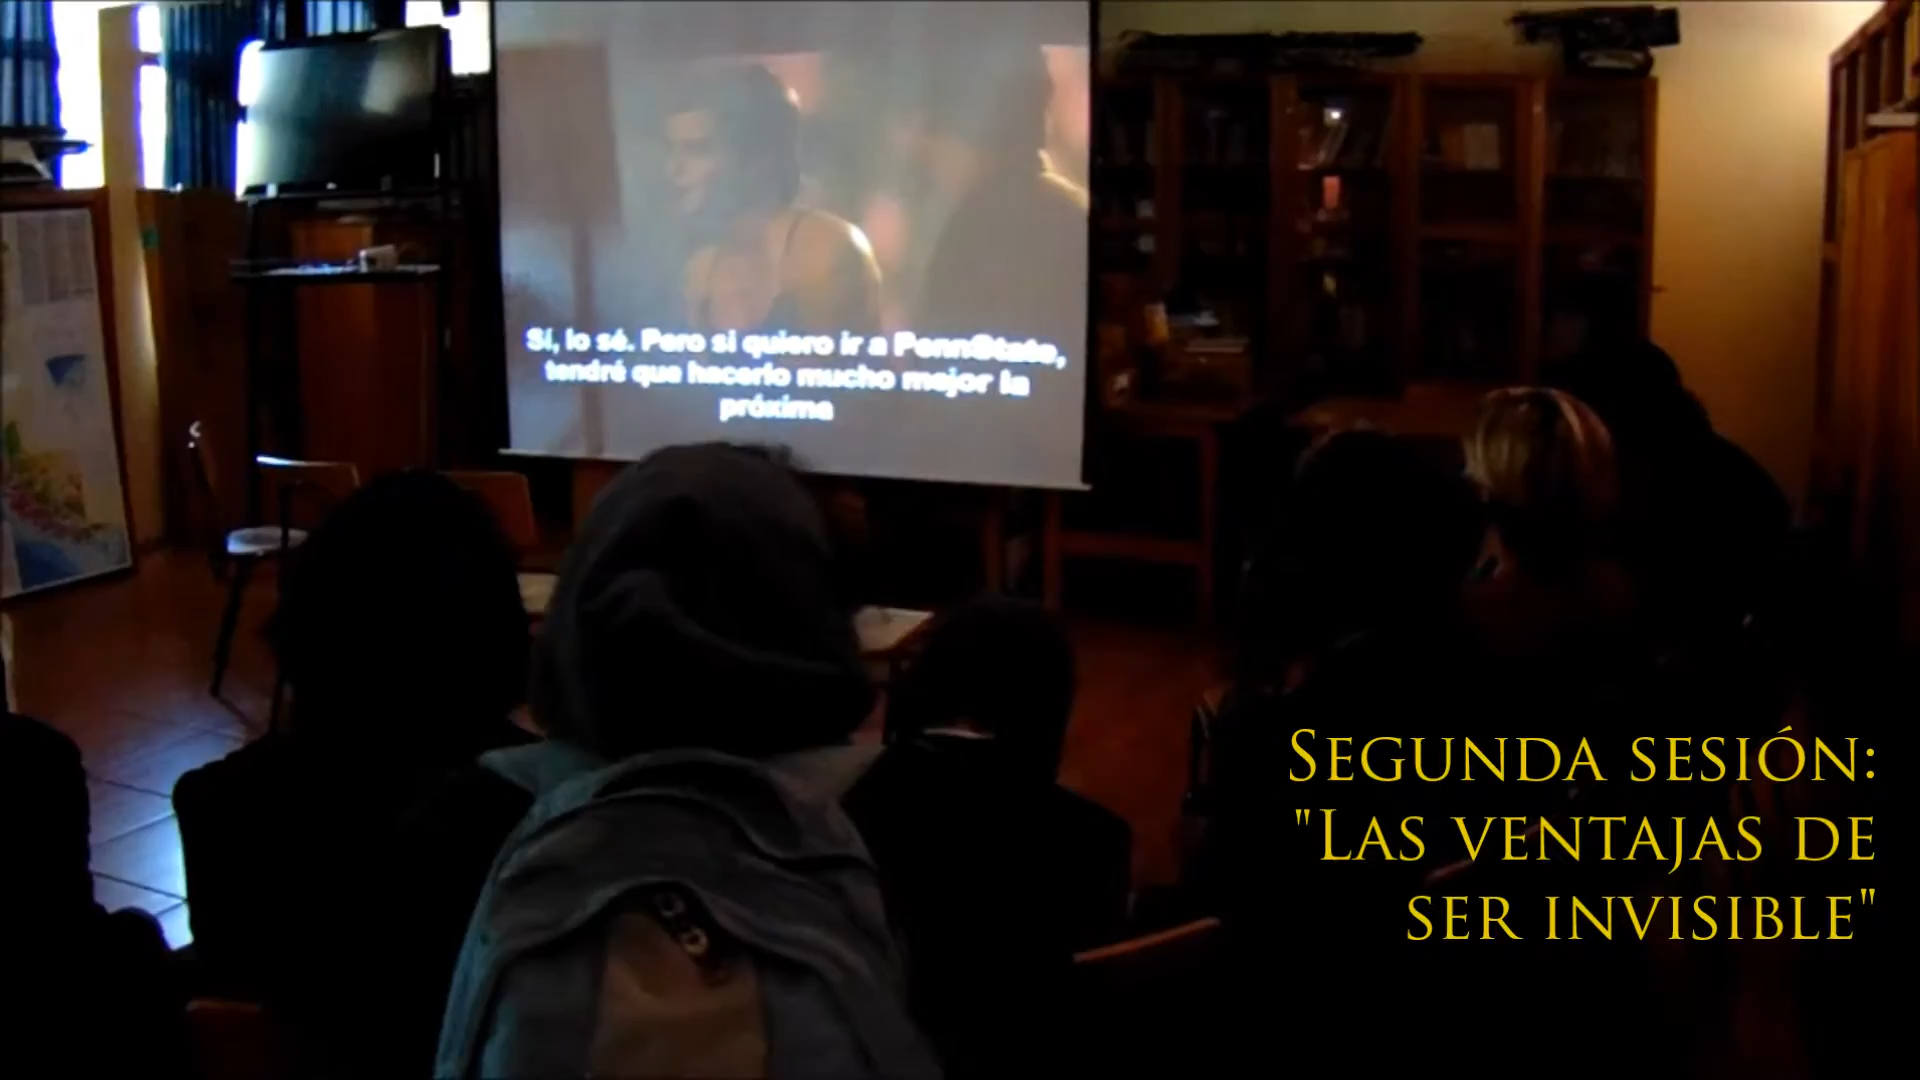 Sí, lo sé. Pero si quiero ir a PennState,
tendré que hacerlo mucho mejor la
próxima
Segunda sesión:
"Las ventajas de
ser invisible"